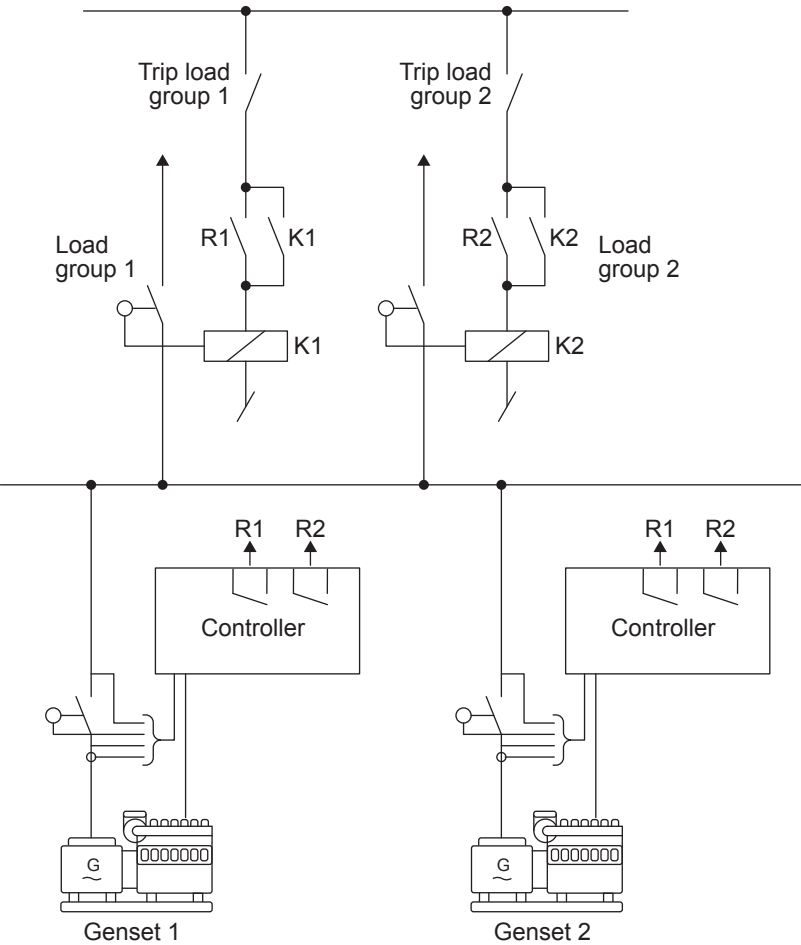 Trip load
group 1
Trip load
group 2
R1
K1
R2
K2
Load
group 1
Load
group 2
K1
K2
R1
R2
R1
R2
Controller
Controller
G
G
Genset 1
Genset 2